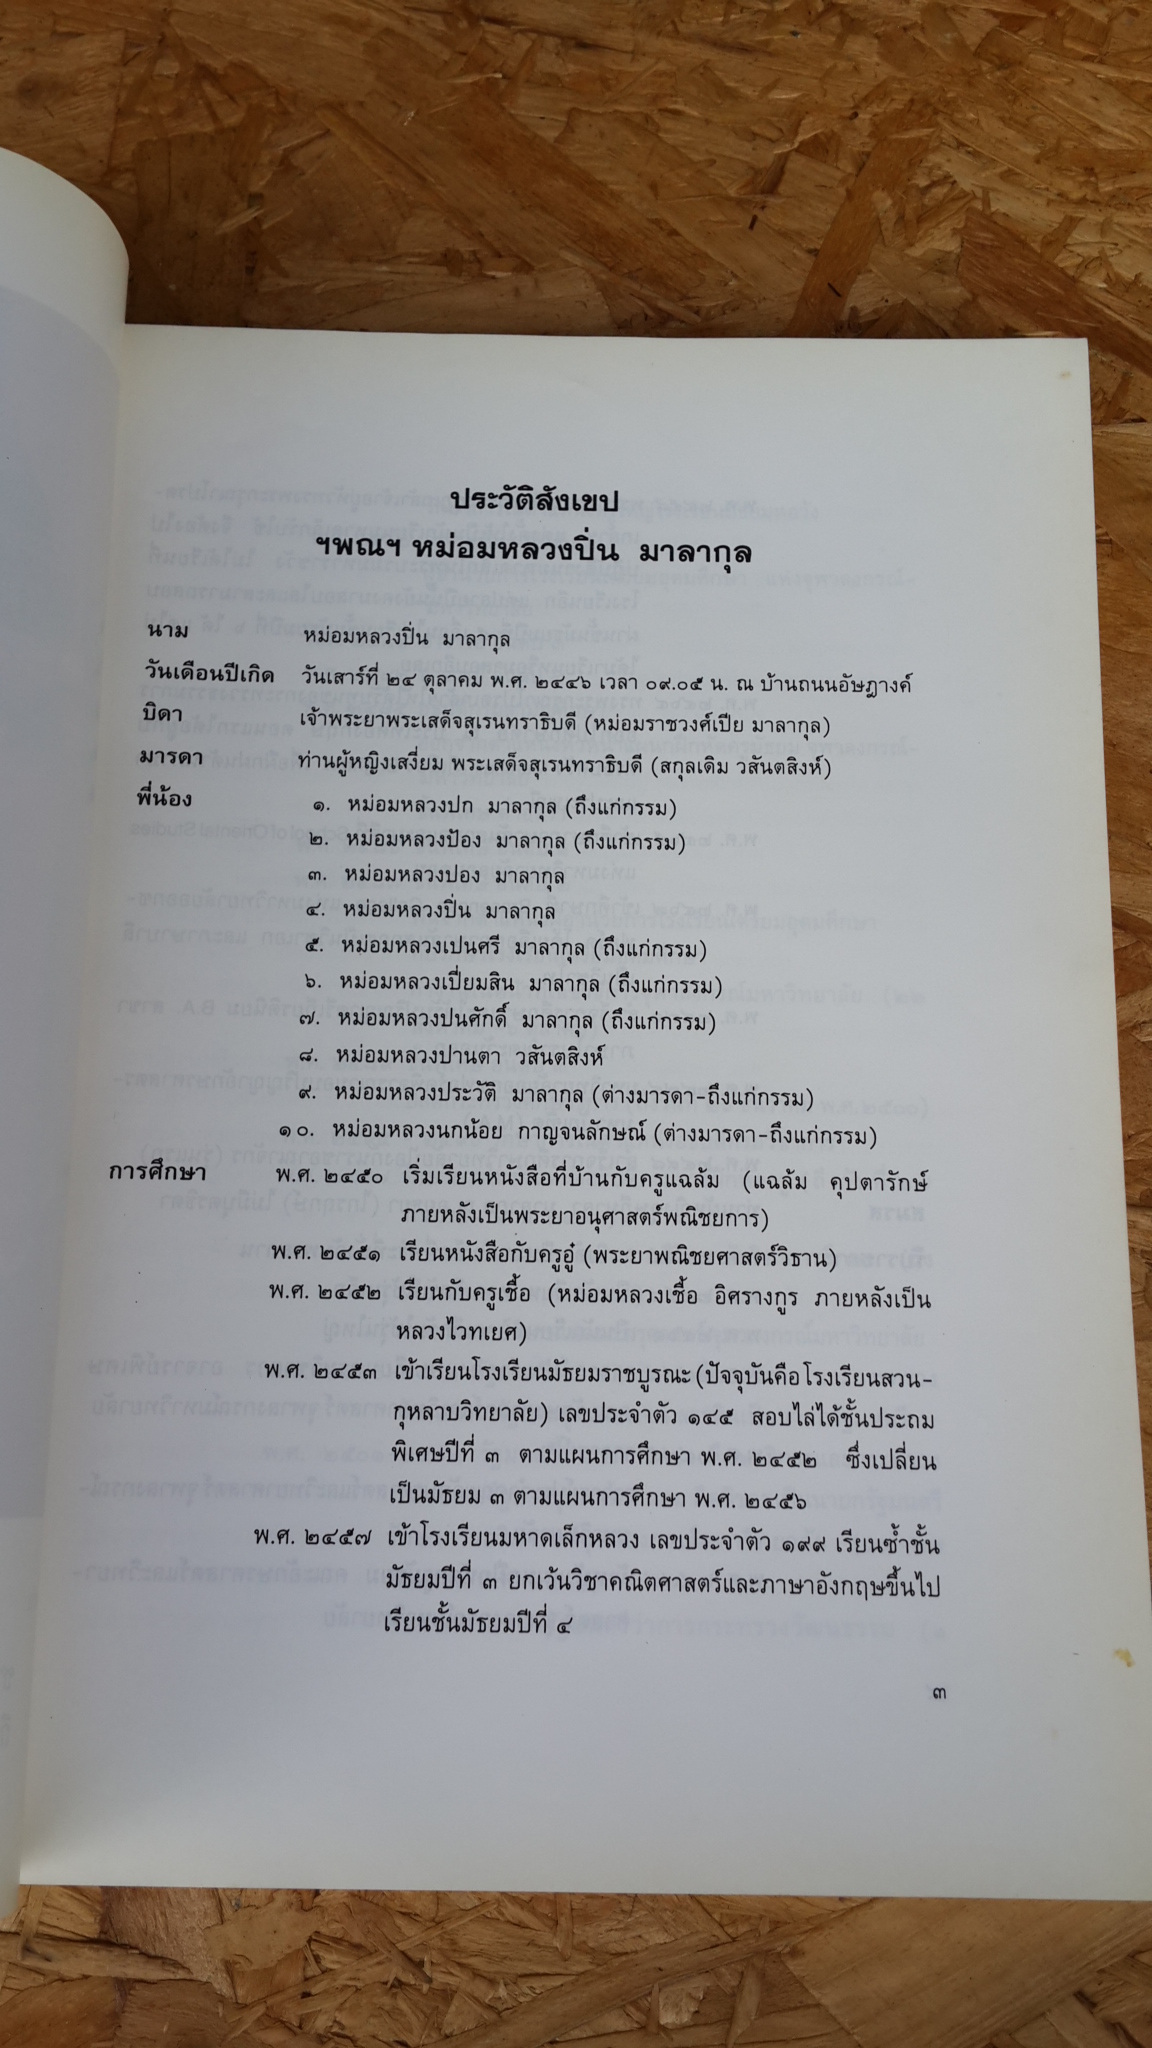 ประวัติสังเขป
ฯพณฯ หม่อมหลวงปิ่น มาลากุล
นาม หม่อมหลวงปิ่น มาลากุล
วันเดือนปีเกิด วันเสาร์ที่ ๒๔ ตุลาคม พ.ศ. ๒๔๔๖ เวลา ๐๙.๐๕ น. ณ บ้านถนนอัษฎางค์
บิดา เจ้าพระยาพระเสด็จสุเรนทราธิบดี (หม่อมราชวงศ์เปีย มาลากุล)
มารดา ท่านผู้หญิงเสงี่ยม พระเสด็จสุเรนทราธิบดี (สกุลเดิม วสันตสิงห์)
พี่น้อง ๑. หม่อมหลวงปก มาลากุล (ถึงแก่กรรม)
๒. หม่อมหลวงป้อง มาลากุล (ถึงแก่กรรม)
๓. หม่อมหลวงปอง มาลากุล
๔. หม่อมหลวงปิ่น มาลากุล
๕. หม่อมหลวงเปนศรี มาลากุล (ถึงแก่กรรม)
๖. หม่อมหลวงเปี่ยมสิน มาลากุล (ถึงแก่กรรม)
๗. หม่อมหลวงปนศักดิ์ มาลากุล (ถึงแก่กรรม)
๘. หม่อมหลวงปานตา วสันตสิงห์
๙. หม่อมหลวงประวัติ มาลากุล (ต่างมารดา-ถึงแก่กรรม)
๑๐. หม่อมหลวงนกน้อย กาญจนลักษณ์ (ต่างมารดา-ถึงแก่กรรม)
การศึกษา พ.ศ. ๒๔๕๐ เริ่มเรียนหนังสือที่บ้านกับครูแฉล้ม (แฉล้ม คุปตารักษ์
ภายหลังเป็นพระยาอนุศาสตร์พณิชยการ)
พ.ศ. ๒๔๕๑ เรียนหนังสือกับครูอู๋ (พระยาพณิชยศาสตร์วิธาน)
พ.ศ. ๒๔๕๒ เรียนกับครูเชื้อ (หม่อมหลวงเชื้อ อิศรางกูร ภายหลังเป็น
หลวงไวทเยศ)
พ.ศ. ๒๔๕๓ เข้าเรียนโรงเรียนมัธยมราชบูรณะ (ปัจจุบันคือโรงเรียนสวน-
กุหลาบวิทยาลัย) เลขประจำตัว ๑๔๕ สอบไล่ได้ชั้นประถม
พิเศษปีที่ ๓ ตามแผนการศึกษา พ.ศ. ๒๔๕๒ ซึ่งเปลี่ยน
เป็นมัธยม ๓ ตามแผนการศึกษา พ.ศ. ๒๔๕๖
พ.ศ. ๒๔๕๗ เข้าโรงเรียนมหาดเล็กหลวง เลขประจำตัว ๑๙๙ เรียนซ้ำชั้น
มัธยมปีที่ ๓ ยกเว้นวิชาคณิตศาสตร์และภาษาอังกฤษขึ้นไป
เรียนชั้นมัธยมปีที่ ๔
๓